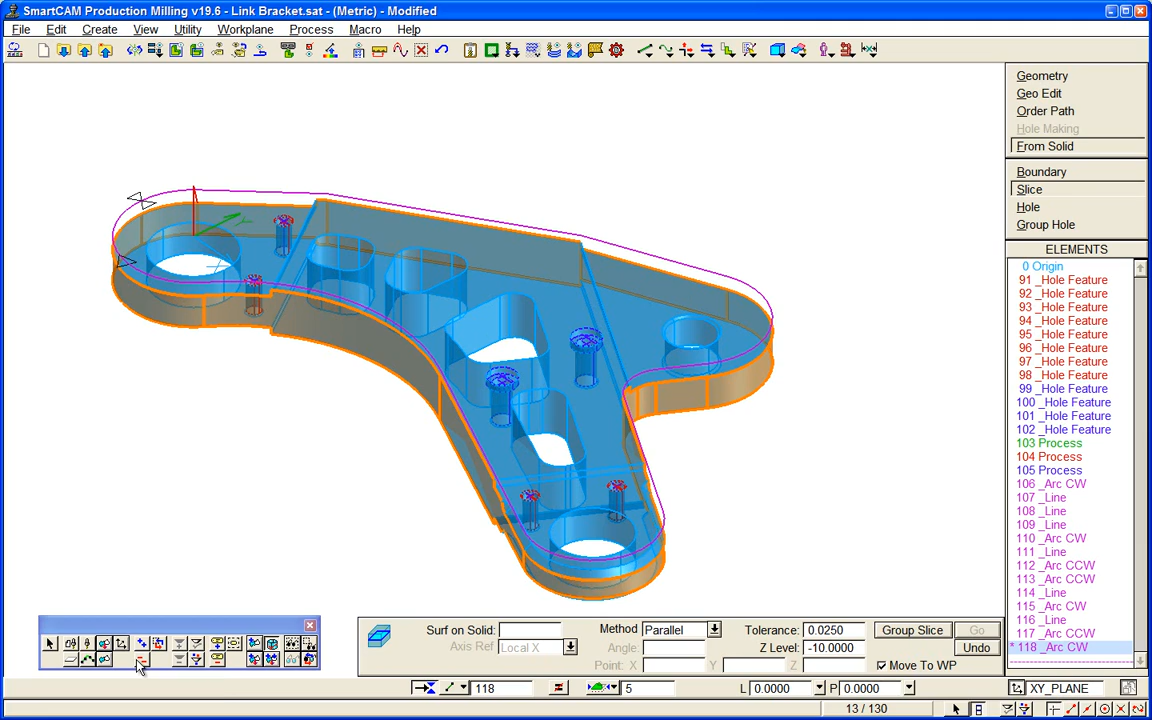 SmartCAM Production Milling v19.6 - Link Bracket.sat - (Metric) - Modified
File Edit Create View Utility Workplane Process Macro Help
Geometry
Geo Edit
Order Path
Hole Making
From Solid
Boundary
Slice
Hole
Group Hole
ELEMENTS
0 Origin
91 _Hole Feature
92 _Hole Feature
93 _Hole Feature
94 _Hole Feature
95 _Hole Feature
96 _Hole Feature
97 _Hole Feature
98 _Hole Feature
99 _Hole Feature
100 _Hole Feature
101 _Hole Feature
102 _Hole Feature
103 Process
104 Process
105 Process
106 _Arc CW
107 _Line
108 _Line
109 _Line
110 _Arc CW
111 _Line
112 _Arc CCW
113 _Arc CCW
114 _Line
115 _Arc CW
116 _Line
117 _Arc CCW
* 118 _Arc CW
Surf on Solid: Method Parallel Tolerance: 0.0250 Group Slice Go
Axis Ref Local X Angle: Z Level: -10.0000 Undo
Point: X Y Z Move To WP
118 5 L 0.0000 P 0.0000 XY_PLANE
13 / 130